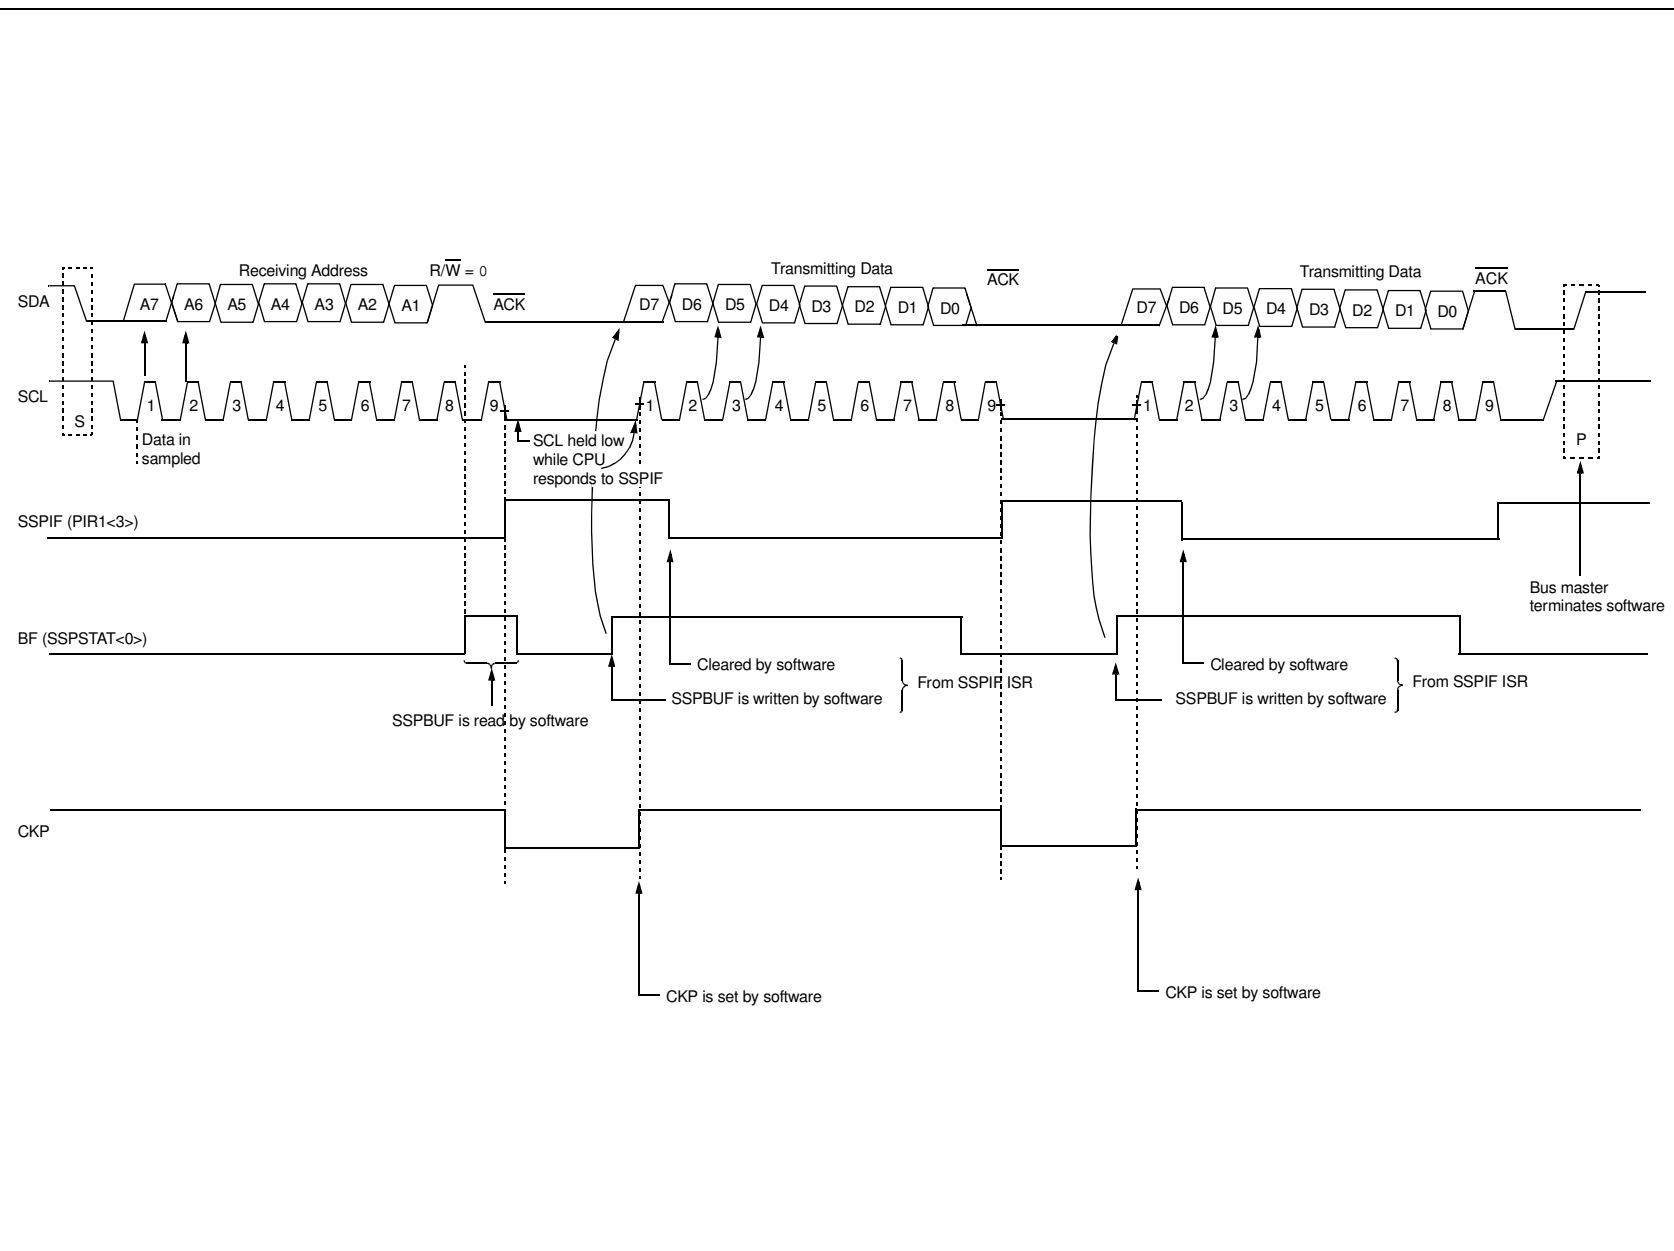 Receiving Address R/W = 0 Transmitting Data ACK Transmitting Data ACK
SDA A7 A6 A5 A4 A3 A2 A1 ACK D7 D6 D5 D4 D3 D2 D1 D0 D7 D6 D5 D4 D3 D2 D1 D0
SCL S 1 2 3 4 5 6 7 8 9 1 2 3 4 5 6 7 8 9 1 2 3 4 5 6 7 8 9 P
Data in
sampled
SCL held low
while CPU
responds to SSPIF
SSPIF (PIR1<3>)
Bus master
terminates software
BF (SSPSTAT<0>)
SSPBUF is read by software
Cleared by software
SSPBUF is written by software
From SSPIF ISR
Cleared by software
SSPBUF is written by software
From SSPIF ISR
CKP
CKP is set by software
CKP is set by software